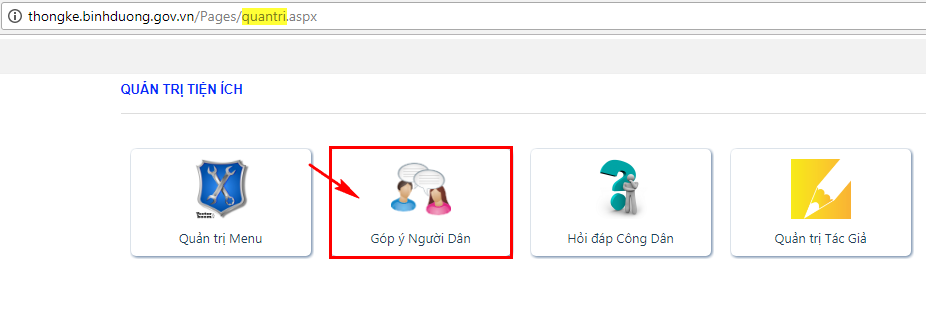 thongke.binhduong.gov.vn/Pages/quantri.aspx
QUẢN TRỊ TIỆN ÍCH
Quản trị Menu
Góp ý Người Dân
Hỏi đáp Công Dân
Quản trị Tác Giả